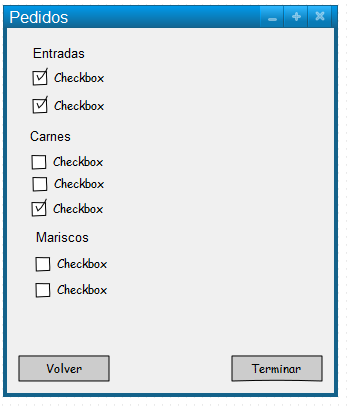 Pedidos
Entradas
Checkbox
Checkbox
Carnes
Checkbox
Checkbox
Checkbox
Mariscos
Checkbox
Checkbox
Volver
Terminar